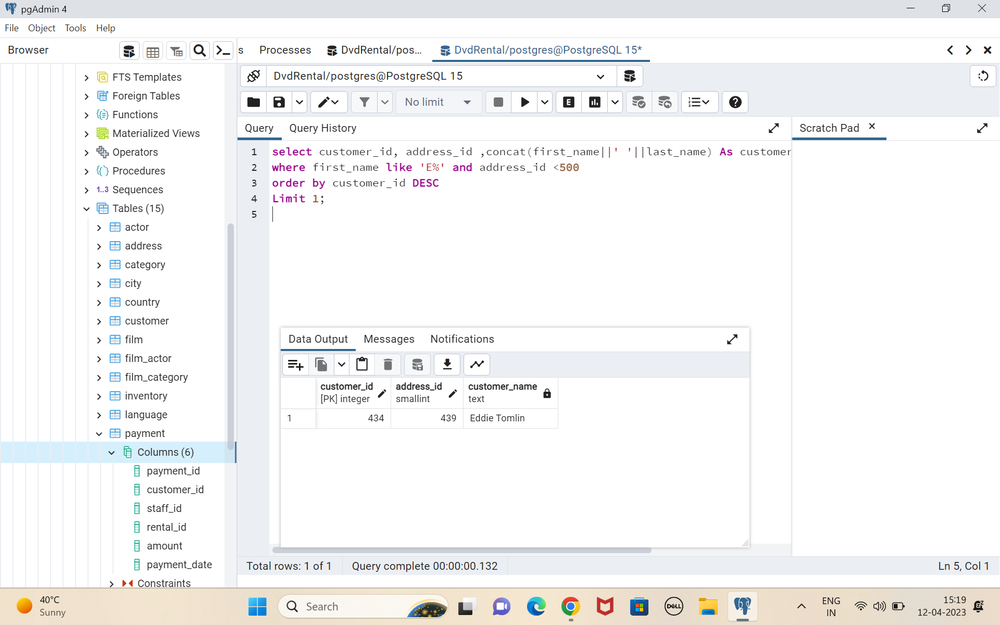 pgAdmin 4
File Object Tools Help
Browser
s Processes DvdRental/pos... DvdRental/postgres@PostgreSQL 15*
DvdRental/postgres@PostgreSQL 15
No limit
E
Query Query History
Scratch Pad
FTS Templates
Foreign Tables
Functions
Materialized Views
Operators
Procedures
1..3 Sequences
Tables (15)
actor
address
category
city
country
customer
film
film_actor
film_category
inventory
language
payment
Columns (6)
payment_id
customer_id
staff_id
rental_id
amount
payment_date
Constraints
1 select customer_id, address_id ,concat(first_name||' '||last_name) As customer
2 where first_name like 'E%' and address_id <500
3 order by customer_id DESC
4 Limit 1;
5
Data Output Messages Notifications
customer_id address_id customer_name
[PK] integer smallint text
1 434 439 Eddie Tomlin
Total rows: 1 of 1 Query complete 00:00:00.132 Ln 5, Col 1
40°C
Sunny
Search
DELL
ENG
IN
15:19
12-04-2023